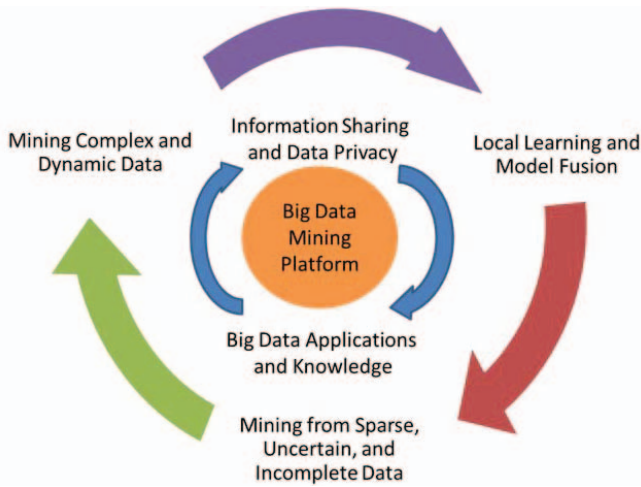 Information Sharing
and Data Privacy
Mining Complex and
Dynamic Data
Local Learning and
Model Fusion
Big Data
Mining
Platform
Big Data Applications
and Knowledge
Mining from Sparse,
Uncertain, and
Incomplete Data